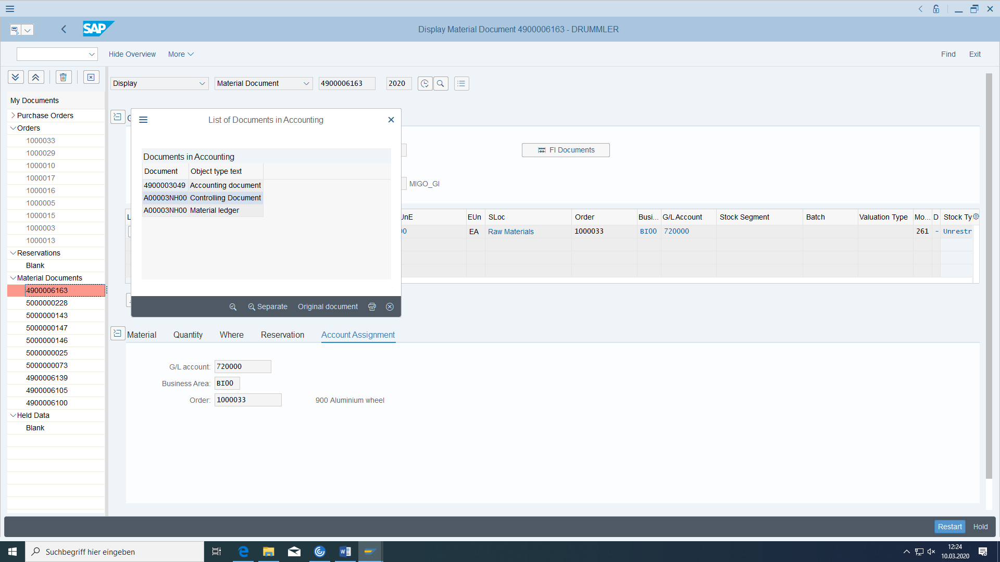 SAP
Display Material Document 4900006163 - DRUMMLER
Hide Overview More
Find Exit
Display Material Document 4900006163 2020
My Documents
Purchase Orders
Orders
1000033
1000029
1000010
1000017
1000016
1000005
1000015
1000003
1000013
Reservations
Blank
Material Documents
4900006163
5000000228
5000000143
5000000147
5000000146
5000000025
5000000073
4900006139
4900006105
4900006100
Held Data
Blank
List of Documents in Accounting
Documents in Accounting
Document Object type text
4900003049 Accounting document
A00003NH00 Controlling Document
A00003NH00 Material ledger
Separate Original document
FI Documents
MIGO_GI
UnE EUn SLoc Order Busi... G/L Account Stock Segment Batch Valuation Type Mo... D Stock Ty
EA Raw Materials 1000033 BI00 720000 261 - Unrestr
Material Quantity Where Reservation Account Assignment
G/L account: 720000
Business Area: BI00
Order: 1000033 900 Aluminium wheel
Restart Hold
Suchbegriff hier eingeben
12:24
10.03.2020